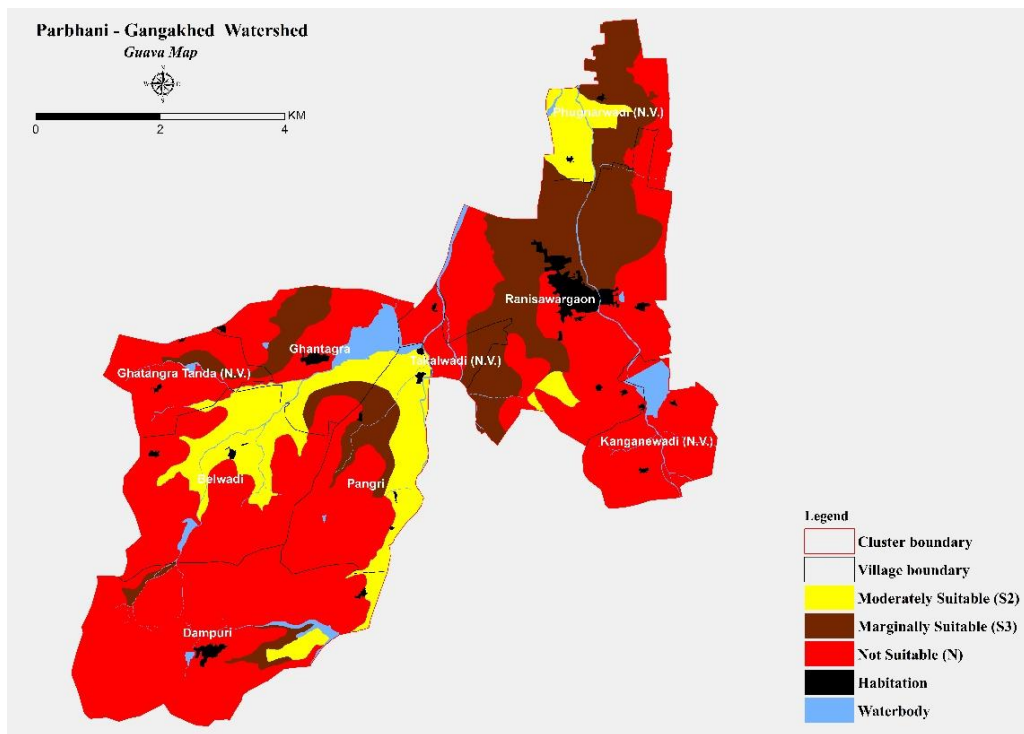 Parbhani - Gangakhed Watershed
Guava Map
N
W E
S
KM
0 2 4
Phugnarwadi (N.V.)
Ranisawargaon
Ghantagra
Takalwadi (N.V.)
Ghatangra Tanda (N.V.)
Kanganewadi (N.V.)
Belwadi
Pangri
Dampuri
Legend
Cluster boundary
Village boundary
Moderately Suitable (S2)
Marginally Suitable (S3)
Not Suitable (N)
Habitation
Waterbody